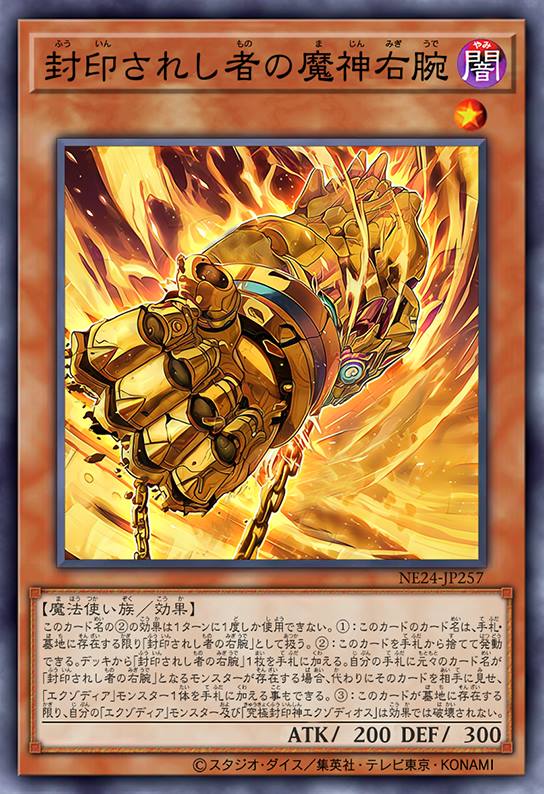 封印されし者の魔神右腕
闇
NE24-JP257
【魔法使い族／効果】
このカード名の②の効果は1ターンに1度しか使用できない。①：このカードのカード名は、手札・
墓地に存在する限り「封印されし者の右腕」として扱う。②：このカードを手札から捨てて発動
できる。デッキから「封印されし者の右腕」1枚を手札に加える。自分の手札に元々のカード名が
「封印されし者の右腕」となるモンスターが存在する場合、代わりにそのカードを相手に見せ、
「エクゾディア」モンスター1体を手札に加える事もできる。③：このカードが墓地に存在する
限り、自分の「エクゾディア」モンスター及び「究極封印神エクゾディオス」は効果では破壊されない。
ATK/ 200 DEF/ 300
©スタジオ・ダイス／集英社・テレビ東京・KONAMI